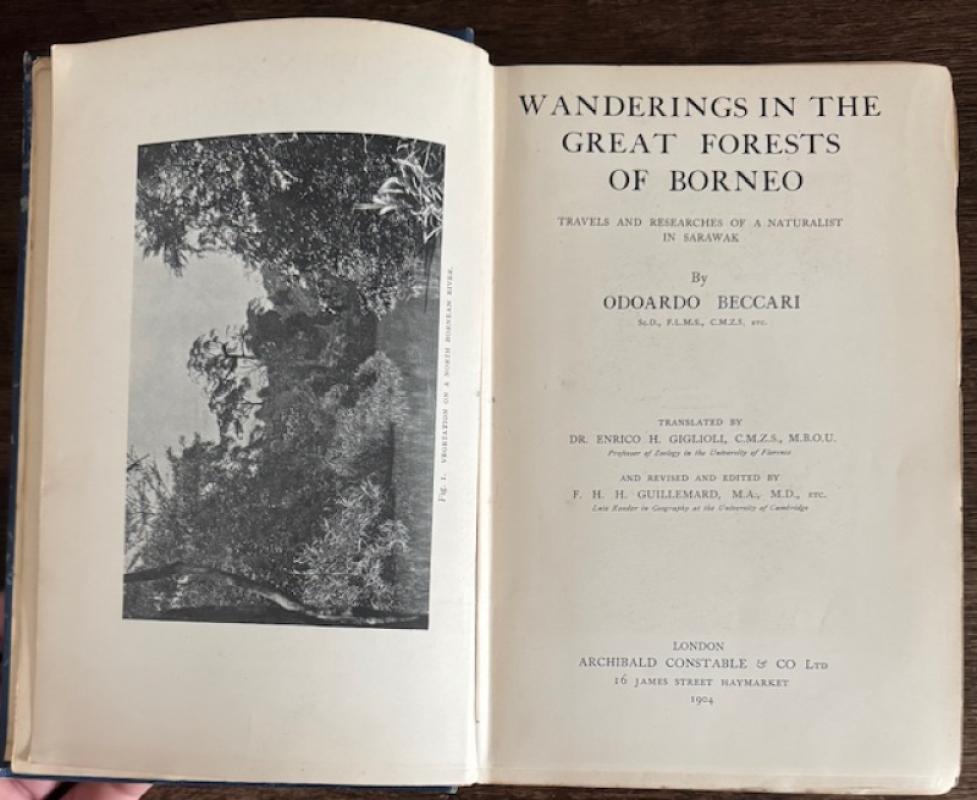 Fig. 1. VEGETATION ON A NORTH BORNEAN RIVER.
WANDERINGS IN THE
GREAT FORESTS
OF BORNEO
TRAVELS AND RESEARCHES OF A NATURALIST
IN SARAWAK
By
ODOARDO BECCARI
Sc.D., F.L.M.S., C.M.Z.S. ETC.
TRANSLATED BY
DR. ENRICO H. GIGLIOLI, C.M.Z.S., M.B.O.U.
Professor of Zoology in the University of Florence
AND REVISED AND EDITED BY
F. H. H. GUILLEMARD, M.A., M.D., ETC.
Late Reader in Geography at the University of Cambridge
LONDON
ARCHIBALD CONSTABLE & CO LTD
16 JAMES STREET HAYMARKET
1904